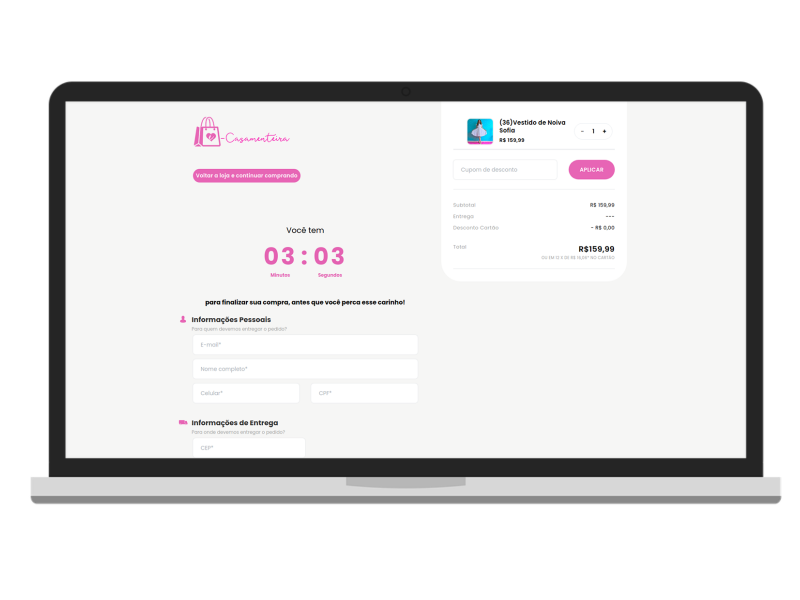 -Casamenteira
Voltar a loja e continuar comprando
Você tem
03:03
Minutos Segundos
para finalizar sua compra, antes que você perca esse carinho!
Informações Pessoais
Para quem devemos entregar o pedido?
E-mail*
Nome completo*
Celular* CPF*
Informações de Entrega
Para onde devemos entregar o pedido?
CEP*
(36)Vestido de Noiva
Sofia
R$ 159,99
- 1 +
Cupom de desconto APLICAR
Subtotal R$ 159,99
Entrega ---
Desconto Cartão - R$ 0,00
Total R$159,99